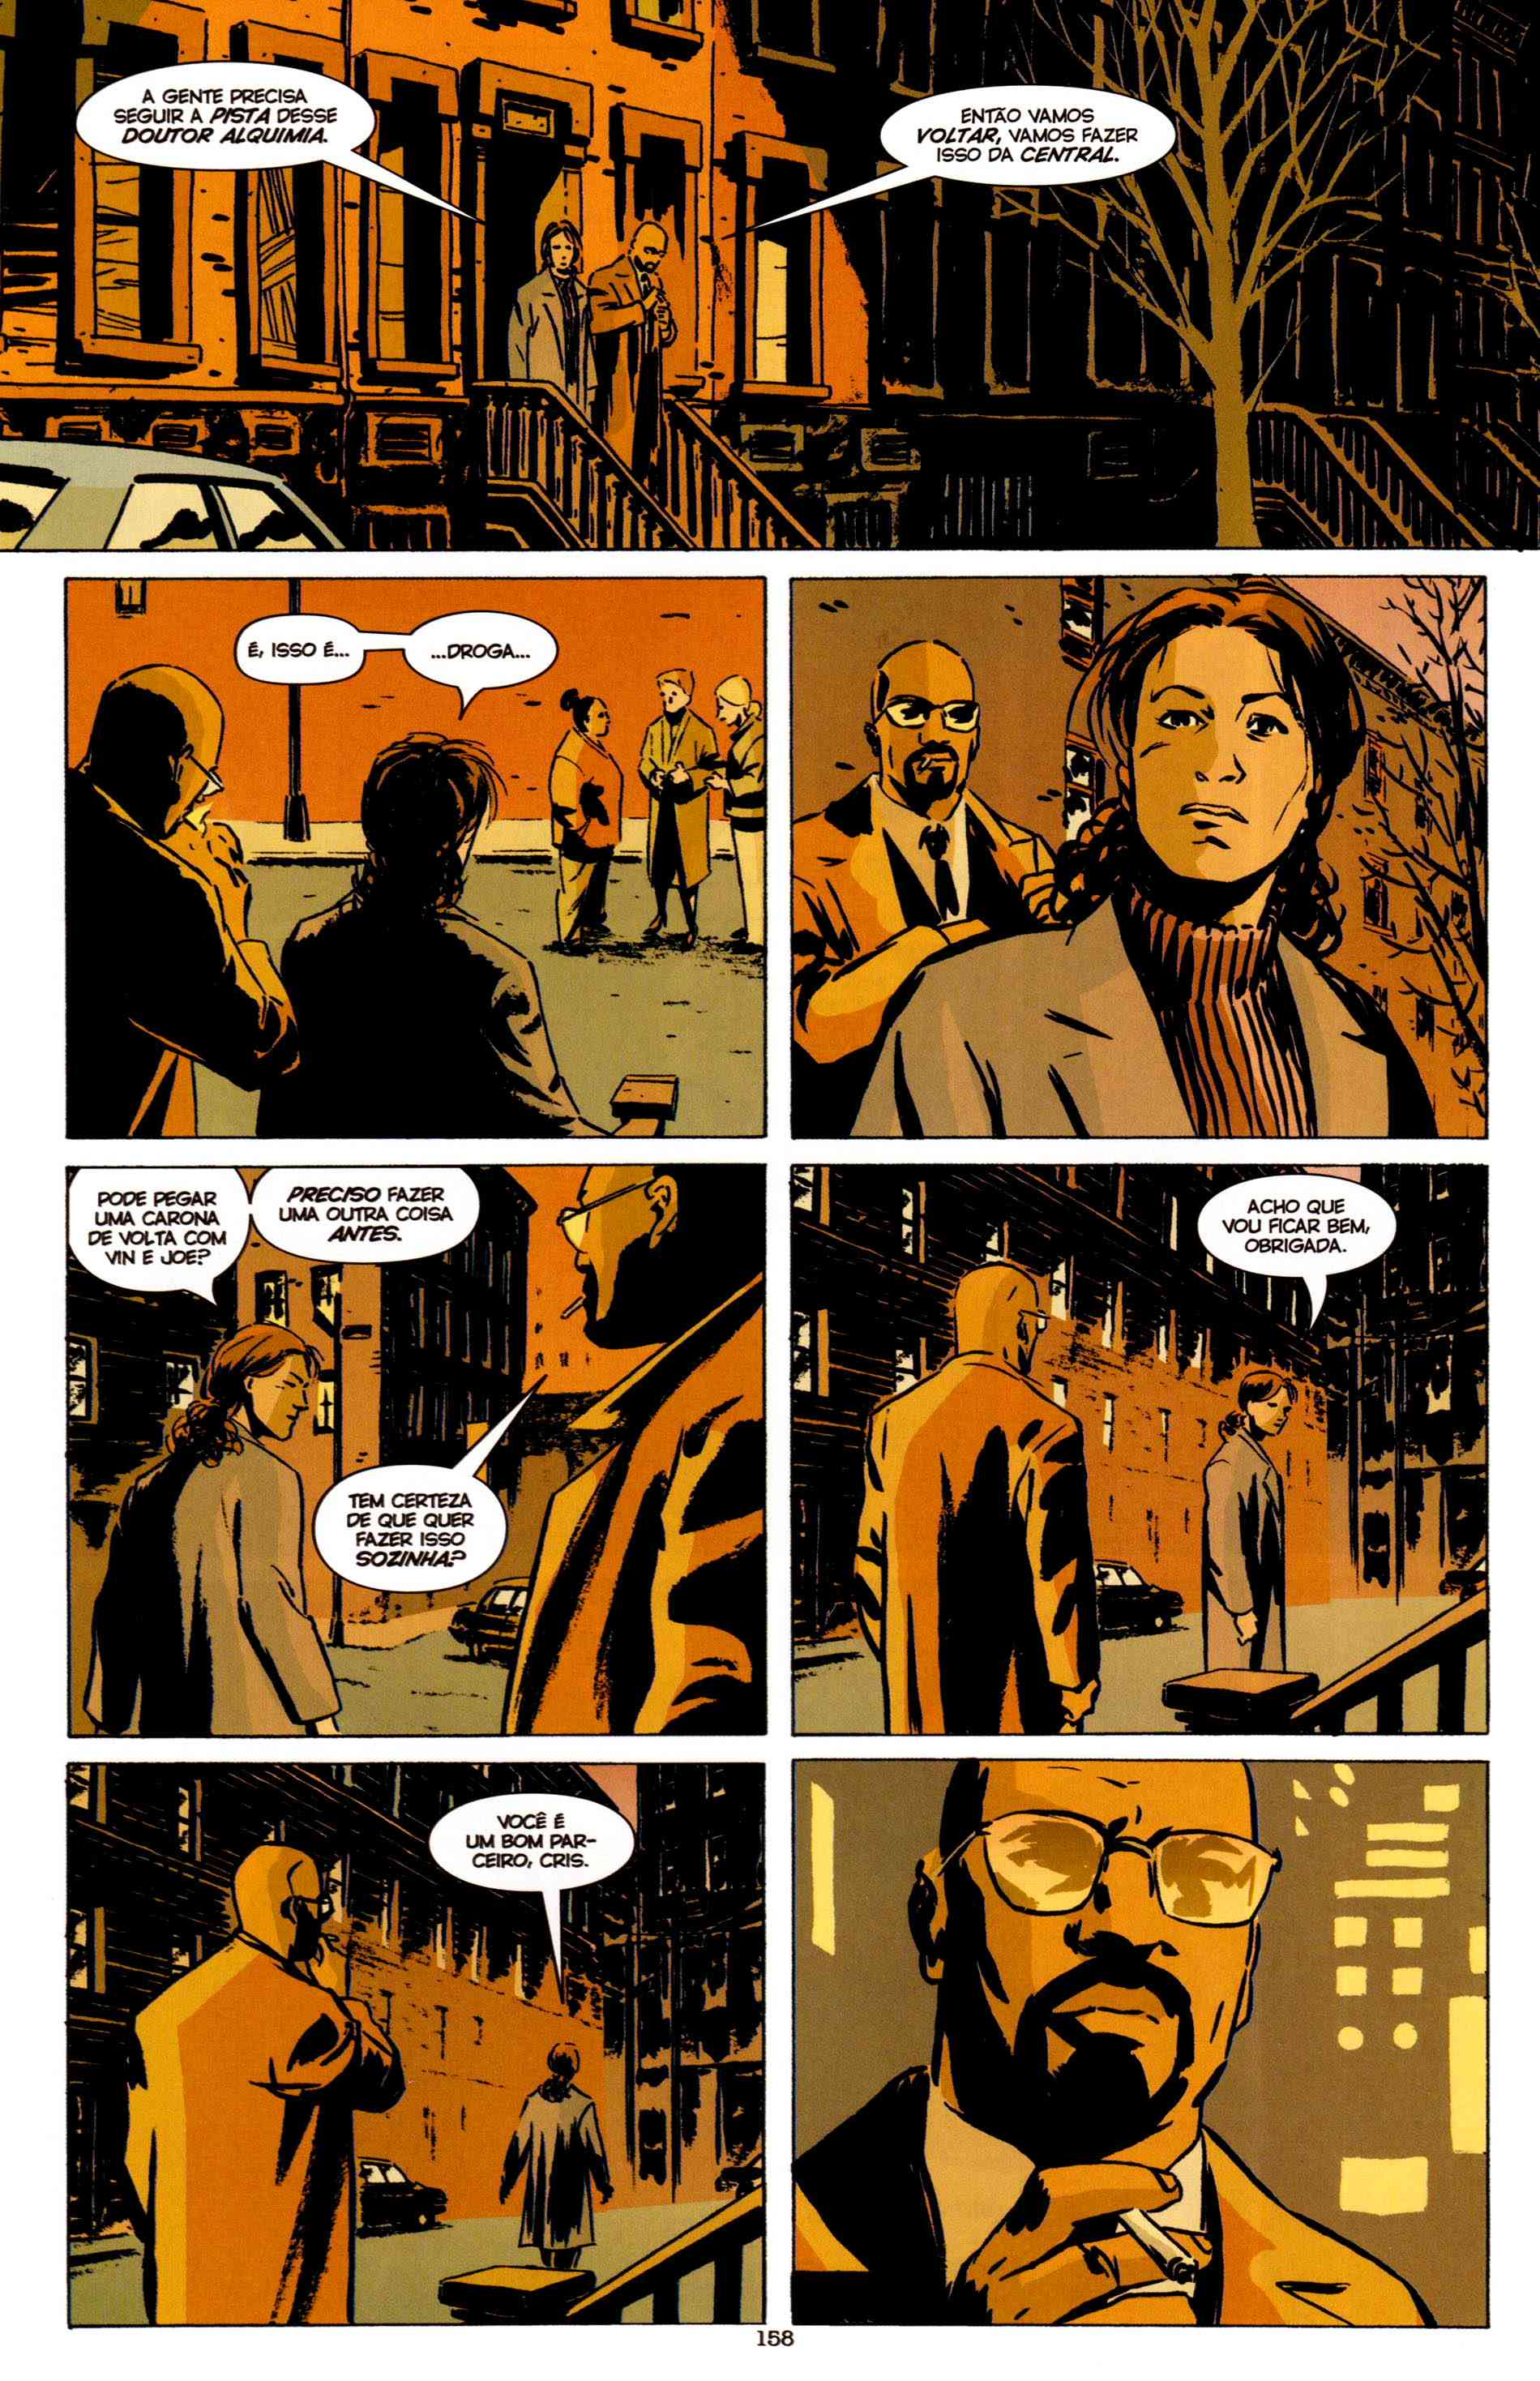 A GENTE PRECISA
SEGUIR A PISTA DESSE
DOUTOR ALQUIMIA.
ENTÃO VAMOS
VOLTAR, VAMOS FAZER
ISSO DA CENTRAL.
É, ISSO É...
...DROGA...
PODE PEGAR
UMA CARONA
DE VOLTA COM
VIN E JOE?
PRECISO FAZER
UMA OUTRA COISA
ANTES.
TEM CERTEZA
DE QUE QUER
FAZER ISSO
SOZINHA?
ACHO QUE
VOU FICAR BEM,
OBRIGADA.
VOCÊ É
UM BOM PAR-
CEIRO, CRIS.
158